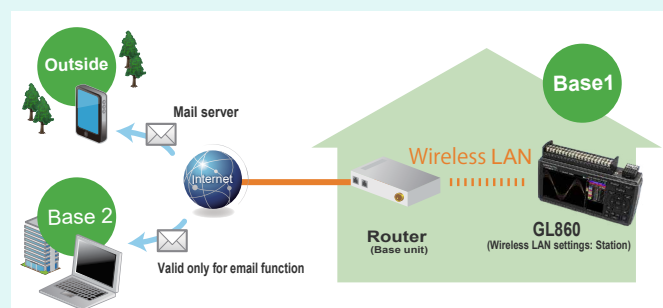 Outside
Mail server
Base1
Internet
Wireless LAN
Base 2
Router
(Base unit)
GL860
(Wireless LAN settings: Station)
Valid only for email function